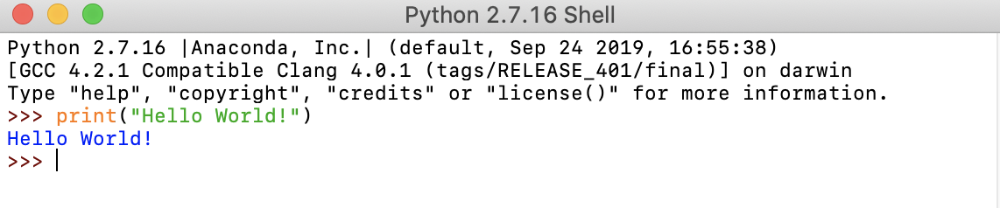 Python 2.7.16 Shell
Python 2.7.16 |Anaconda, Inc.| (default, Sep 24 2019, 16:55:38)
[GCC 4.2.1 Compatible Clang 4.0.1 (tags/RELEASE_401/final)] on darwin
Type "help", "copyright", "credits" or "license()" for more information.
>>> print("Hello World!")
Hello World!
>>>